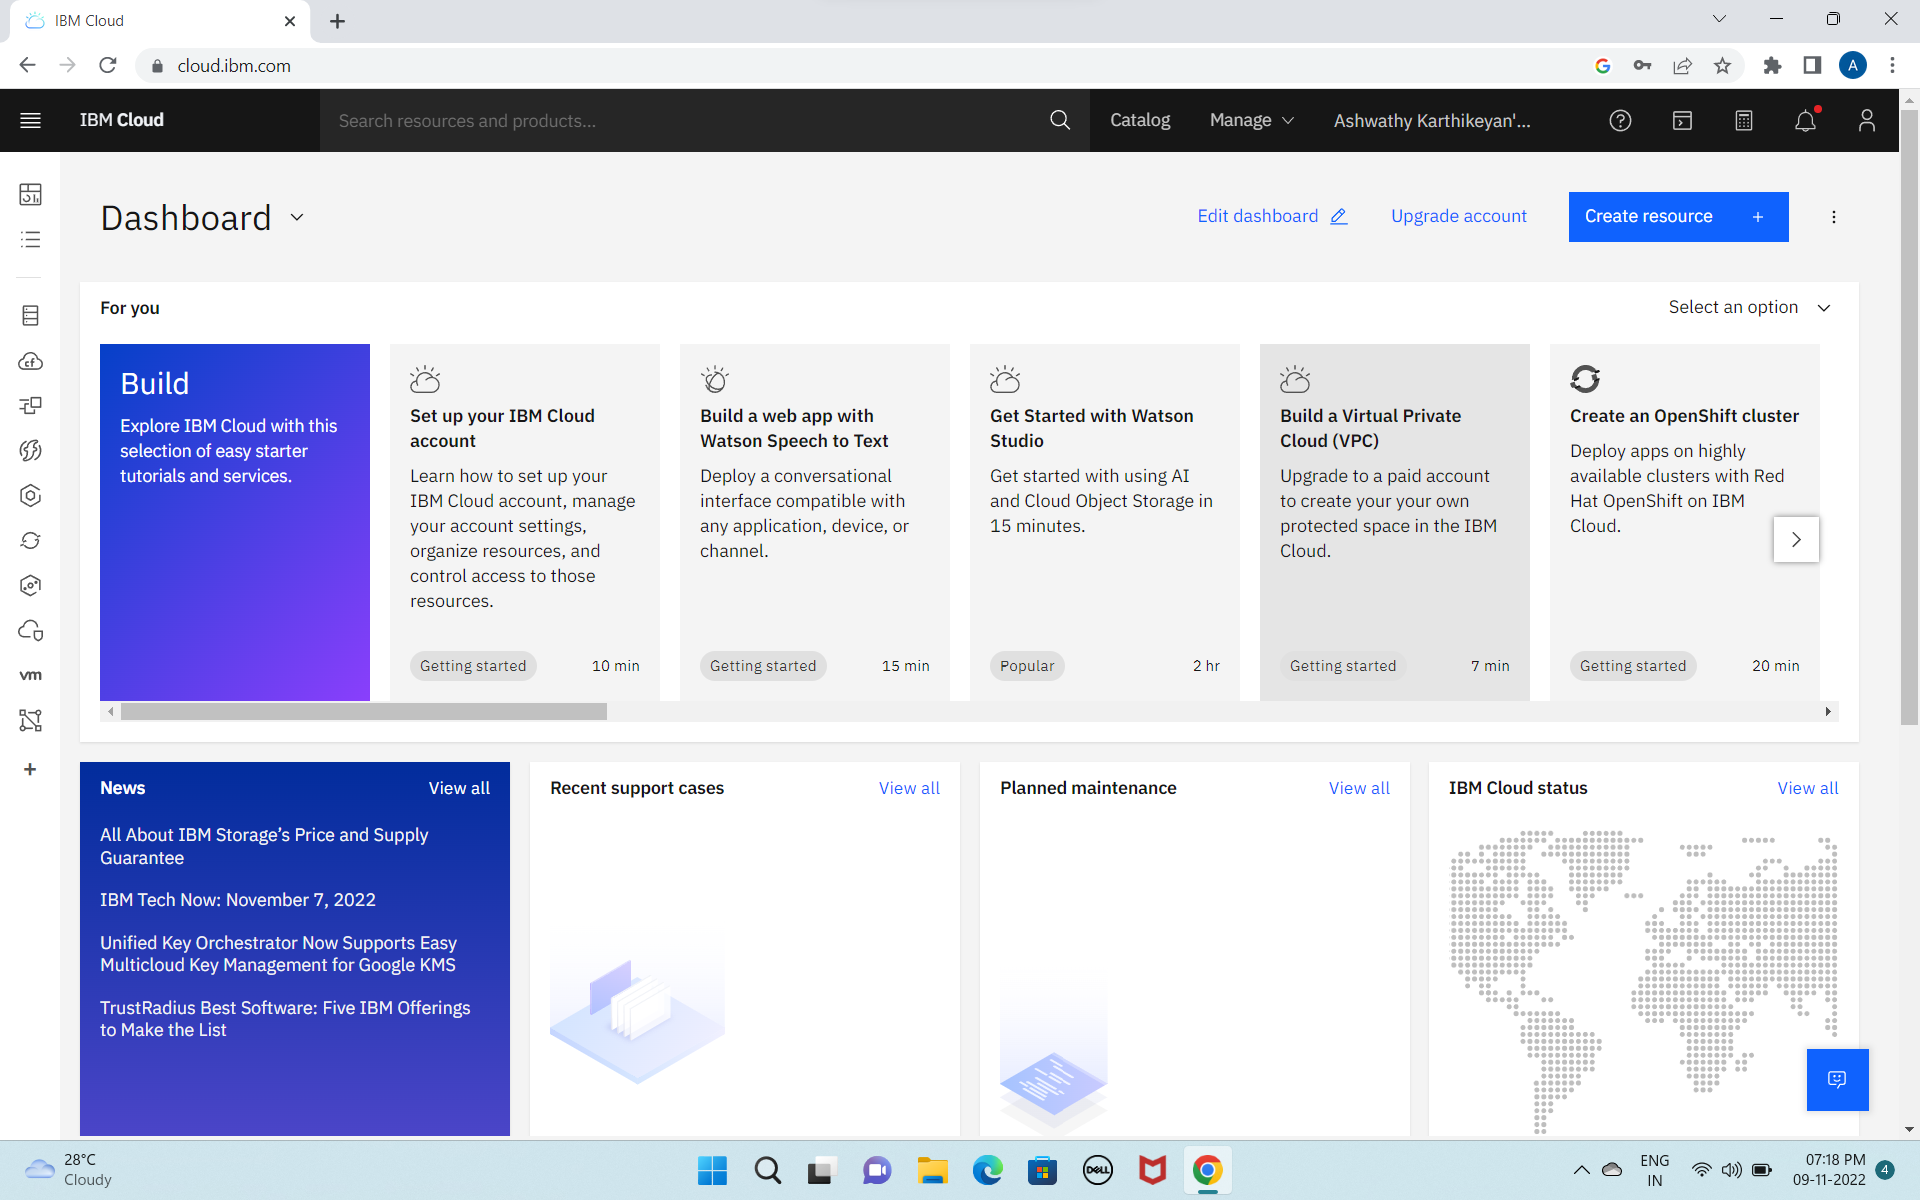 IBM Cloud
cloud.ibm.com
A
IBM Cloud
Search resources and products...
Catalog
Manage
Ashwathy Karthikeyan'...
Dashboard
Edit dashboard
Upgrade account
Create resource +
For you
Select an option
Build
Explore IBM Cloud with this
selection of easy starter
tutorials and services.
Set up your IBM Cloud
account
Learn how to set up your
IBM Cloud account, manage
your account settings,
organize resources, and
control access to those
resources.
Getting started
10 min
Build a web app with
Watson Speech to Text
Deploy a conversational
interface compatible with
any application, device, or
channel.
Getting started
15 min
Get Started with Watson
Studio
Get started with using AI
and Cloud Object Storage in
15 minutes.
Popular
2 hr
Build a Virtual Private
Cloud (VPC)
Upgrade to a paid account
to create your your own
protected space in the IBM
Cloud.
Getting started
7 min
Create an OpenShift cluster
Deploy apps on highly
available clusters with Red
Hat OpenShift on IBM
Cloud.
Getting started
20 min
cf
vm
News
View all
All About IBM Storage’s Price and Supply
Guarantee
IBM Tech Now: November 7, 2022
Unified Key Orchestrator Now Supports Easy
Multicloud Key Management for Google KMS
TrustRadius Best Software: Five IBM Offerings
to Make the List
Recent support cases
View all
Planned maintenance
View all
IBM Cloud status
View all
28°C
Cloudy
DELL
ENG
IN
07:18 PM
09-11-2022
4